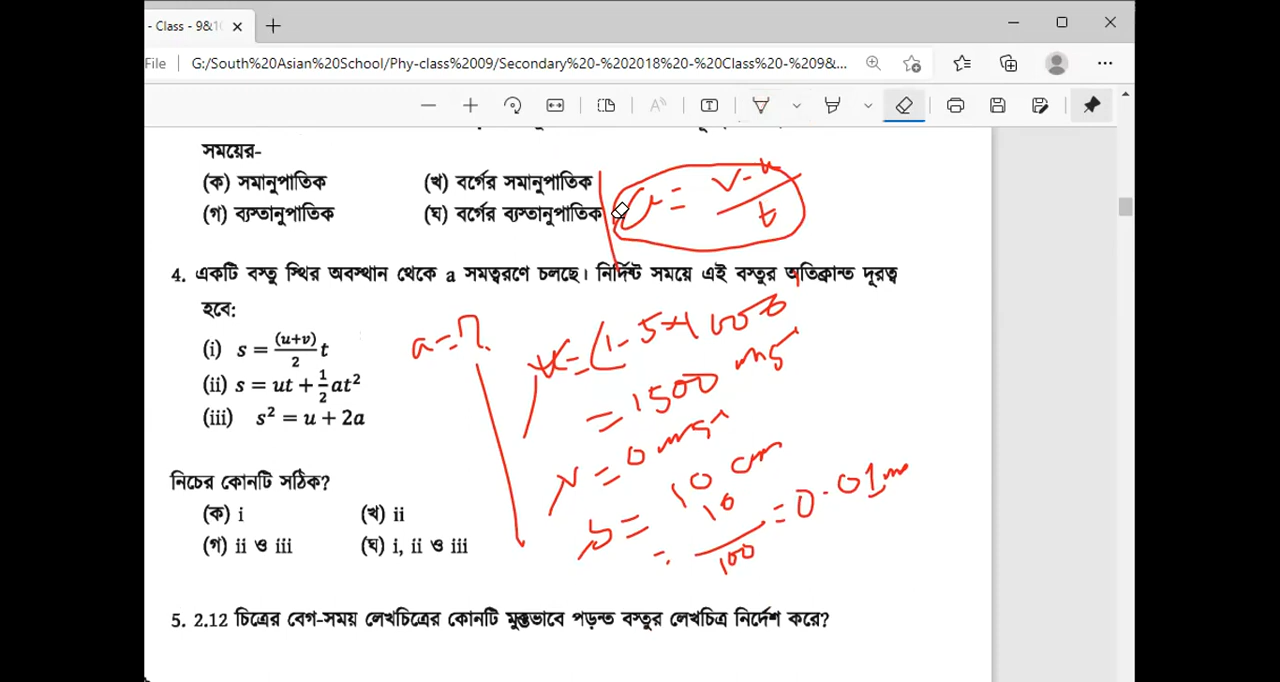 - Class - 9&1
File G:/South%20Asian%20School/Phy-class%2009/Secondary%20-%202018%20-%20Class%20-%209&...
সময়ের-
(ক) সমানুপাতিক (খ) বর্গের সমানুপাতিক
(গ) ব্যস্তানুপাতিক (ঘ) বর্গের ব্যস্তানুপাতিক
a = v-u/t
4. একটি বস্তু স্থির অবস্থান থেকে a সমত্বরণে চলছে। নির্দিষ্ট সময়ে এই বস্তুর অতিক্রান্ত দূরত্ব
হবে:
(i) s = (u+v)/2 t
(ii) s = ut + 1/2 at²
(iii) s² = u + 2a
a = ?
= 1500 ms⁻¹
v = 0 ms⁻¹
s = 10 cm
= 10/100 = 0.01 m
নিচের কোনটি সঠিক?
(ক) i (খ) ii
(গ) ii ও iii (ঘ) i, ii ও iii
5. 2.12 চিত্রের বেগ-সময় লেখচিত্রের কোনটি মুক্তভাবে পড়ন্ত বস্তুর লেখচিত্র নির্দেশ করে?